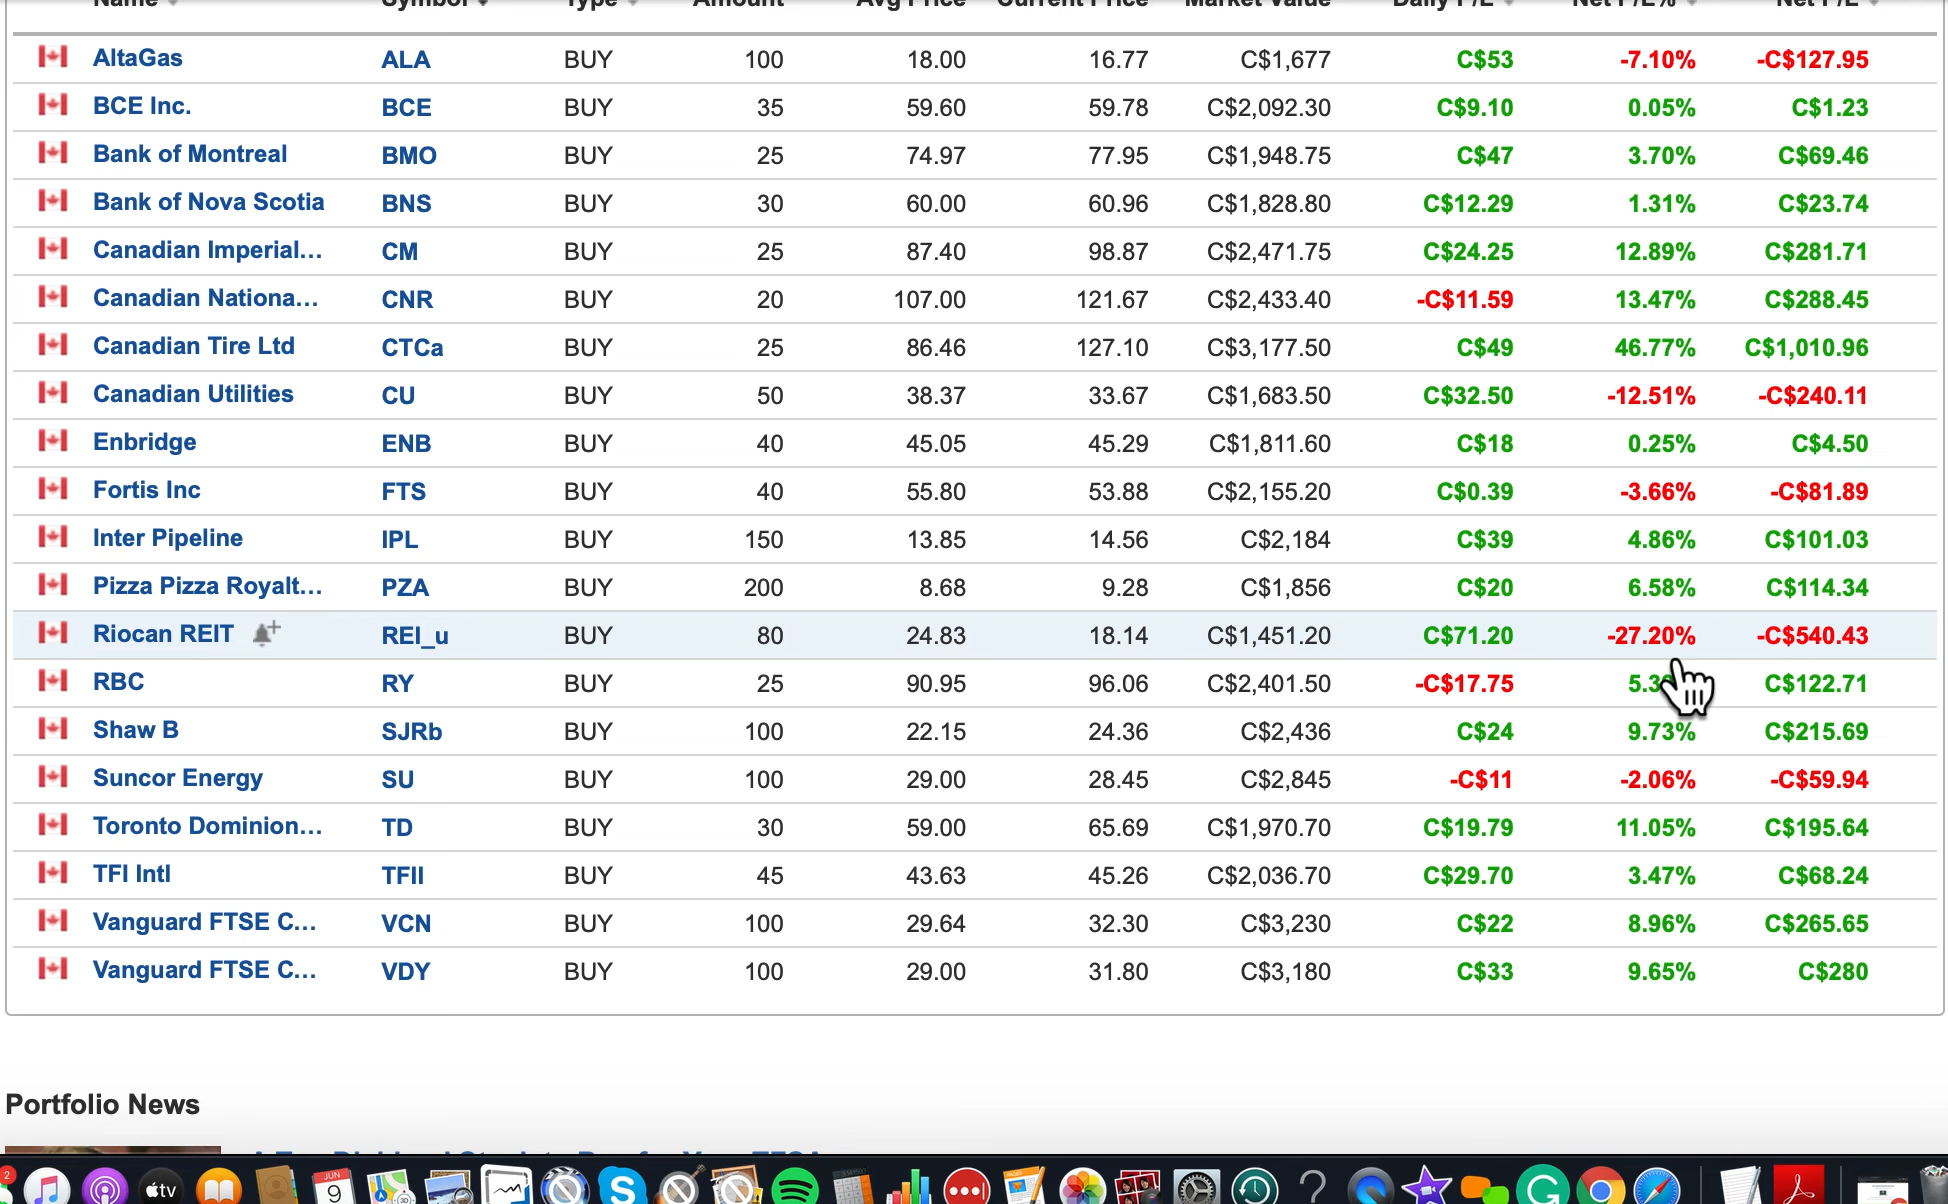 Name Symbol Type Amount Avg Price Current Price Market Value Daily P/L Net P/L% Net P/L
AltaGas ALA BUY 100 18.00 16.77 C$1,677 C$53 -7.10% -C$127.95
BCE Inc. BCE BUY 35 59.60 59.78 C$2,092.30 C$9.10 0.05% C$1.23
Bank of Montreal BMO BUY 25 74.97 77.95 C$1,948.75 C$47 3.70% C$69.46
Bank of Nova Scotia BNS BUY 30 60.00 60.96 C$1,828.80 C$12.29 1.31% C$23.74
Canadian Imperial... CM BUY 25 87.40 98.87 C$2,471.75 C$24.25 12.89% C$281.71
Canadian Nationa... CNR BUY 20 107.00 121.67 C$2,433.40 -C$11.59 13.47% C$288.45
Canadian Tire Ltd CTCa BUY 25 86.46 127.10 C$3,177.50 C$49 46.77% C$1,010.96
Canadian Utilities CU BUY 50 38.37 33.67 C$1,683.50 C$32.50 -12.51% -C$240.11
Enbridge ENB BUY 40 45.05 45.29 C$1,811.60 C$18 0.25% C$4.50
Fortis Inc FTS BUY 40 55.80 53.88 C$2,155.20 C$0.39 -3.66% -C$81.89
Inter Pipeline IPL BUY 150 13.85 14.56 C$2,184 C$39 4.86% C$101.03
Pizza Pizza Royalt... PZA BUY 200 8.68 9.28 C$1,856 C$20 6.58% C$114.34
Riocan REIT REI_u BUY 80 24.83 18.14 C$1,451.20 C$71.20 -27.20% -C$540.43
RBC RY BUY 25 90.95 96.06 C$2,401.50 -C$17.75 C$122.71
Shaw B SJRb BUY 100 22.15 24.36 C$2,436 C$24 9.73% C$215.69
Suncor Energy SU BUY 100 29.00 28.45 C$2,845 -C$11 -2.06% -C$59.94
Toronto Dominion... TD BUY 30 59.00 65.69 C$1,970.70 C$19.79 11.05% C$195.64
TFI Intl TFII BUY 45 43.63 45.26 C$2,036.70 C$29.70 3.47% C$68.24
Vanguard FTSE C... VCN BUY 100 29.64 32.30 C$3,230 C$22 8.96% C$265.65
Vanguard FTSE C... VDY BUY 100 29.00 31.80 C$3,180 C$33 9.65% C$280
Portfolio News
2
tv
JUN
9